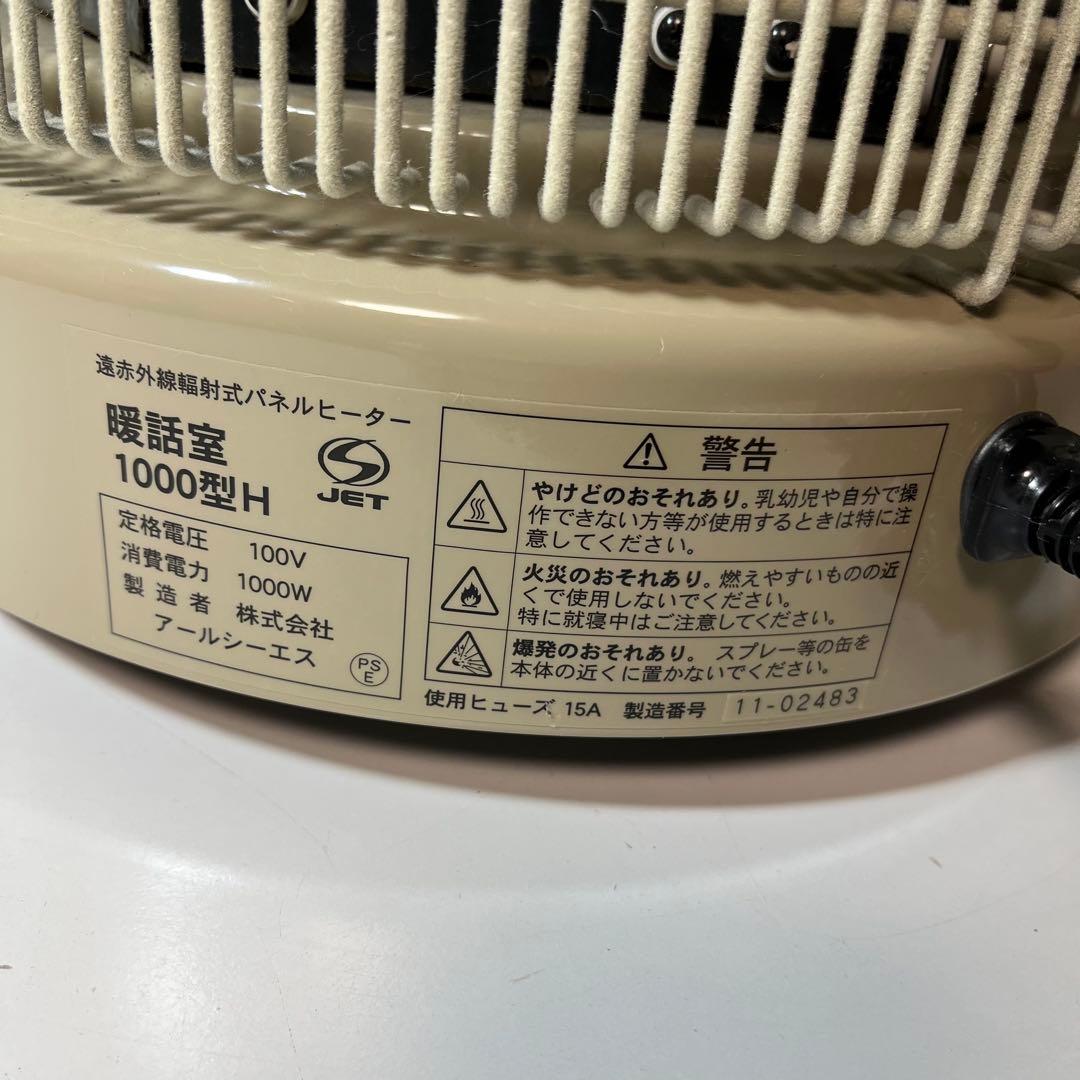 遠赤外線輻射式パネルヒーター
暖話室
1000型H
JET
定格電圧 100V
消費電力 1000W
製造者 株式会社
アールシーエス
PS
E
警告
やけどのおそれあり。乳幼児や自分で操
作できない方等が使用するときは特に注
意してください。
火災のおそれあり。燃えやすいものの近
くで使用しないでください。
特に就寝中はご注意してください。
爆発のおそれあり。 スプレー等の缶を
本体の近くに置かないでください。
使用ヒューズ 15A 製造番号 11-02483